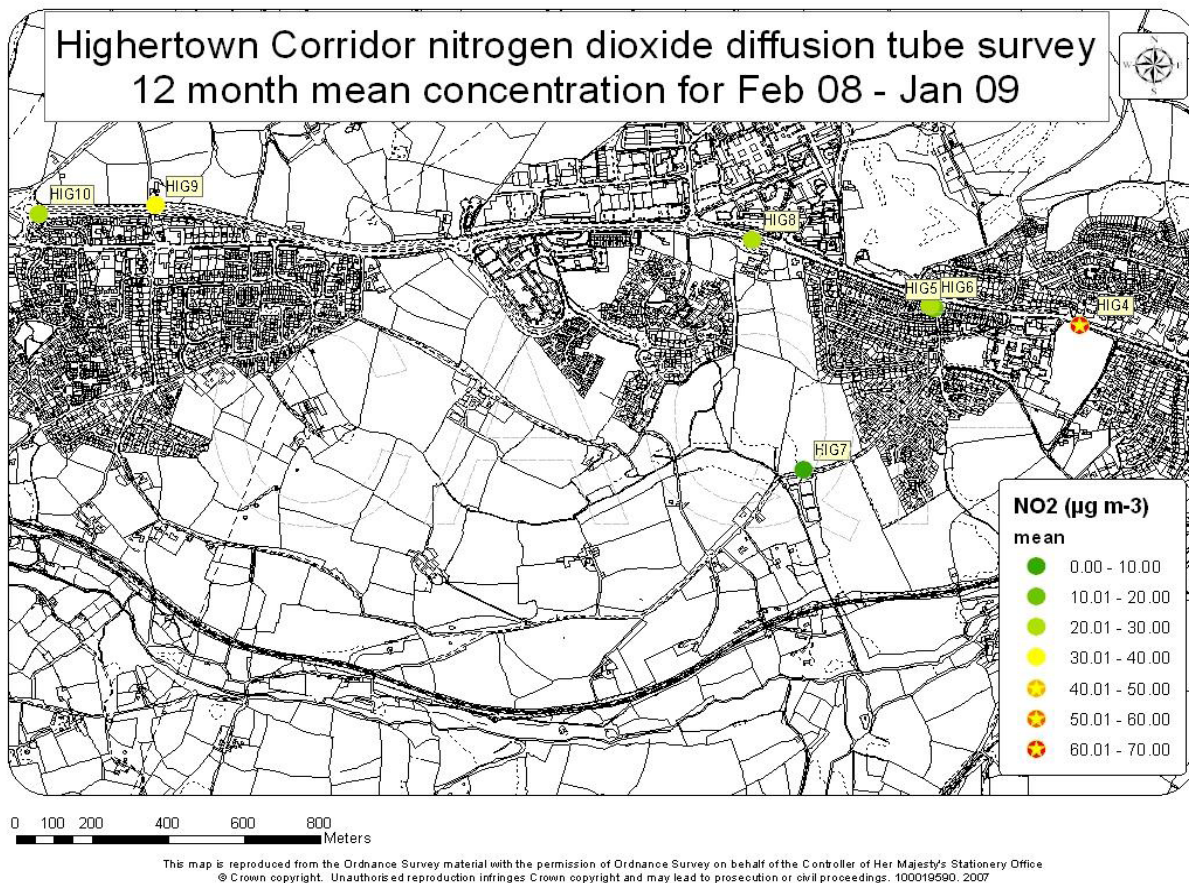 Highertown Corridor nitrogen dioxide diffusion tube survey
12 month mean concentration for Feb 08 - Jan 09
N
W E
S
HIG10
HIG9
HIG8
HIG5
HIG6
HIG4
HIG7
NO2 (µg m-3)
mean
0.00 - 10.00
10.01 - 20.00
20.01 - 30.00
30.01 - 40.00
40.01 - 50.00
50.01 - 60.00
60.01 - 70.00
0 100 200 400 600 800
Meters
This map is reproduced from the Ordnance Survey material with the permission of Ordnance Survey on behalf of the Controller of Her Majesty's Stationery Office
© Crown copyright. Unauthorised reproduction infringes Crown copyright and may lead to prosecution or civil proceedings. 100019590. 2007